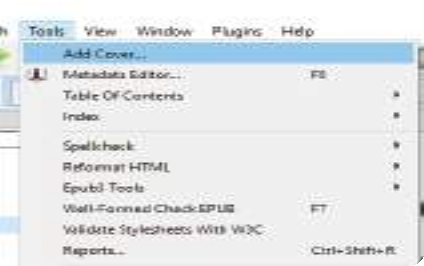 Tools View Window Plugins Help
Add Cover...
Metadata Editor... F8
Table Of Contents
Index
Spellcheck
Reformat HTML
Epub3 Tools
Well-Formed Check EPUB F7
Validate Stylesheets With W3C
Reports... Ctrl+Shift+R